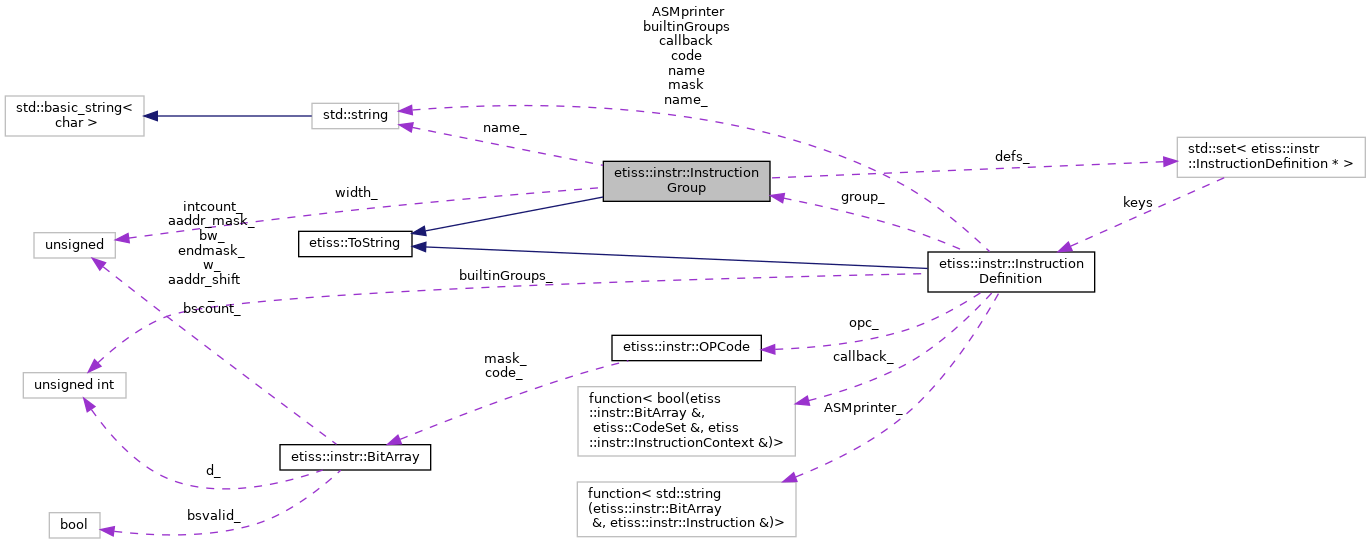 ASMprinter
builtinGroups
callback
code
name
mask
name_
std::basic_string<
char >
std::string
name_
etiss::instr::Instruction
Group
defs_
std::set< etiss::instr
::InstructionDefinition * >
width_
group_
keys
intcount_
aaddr_mask_
bw_
endmask_
w_
aaddr_shift
_
bscount_
unsigned
etiss::ToString
etiss::instr::Instruction
Definition
builtinGroups_
opc_
etiss::instr::OPCode
callback_
mask_
code_
unsigned int
function< bool(etiss
::instr::BitArray &,
etiss::CodeSet &, etiss
::instr::InstructionContext &)>
ASMprinter_
etiss::instr::BitArray
d_
function< std::string
(etiss::instr::BitArray
&, etiss::instr::Instruction &)>
bsvalid_
bool